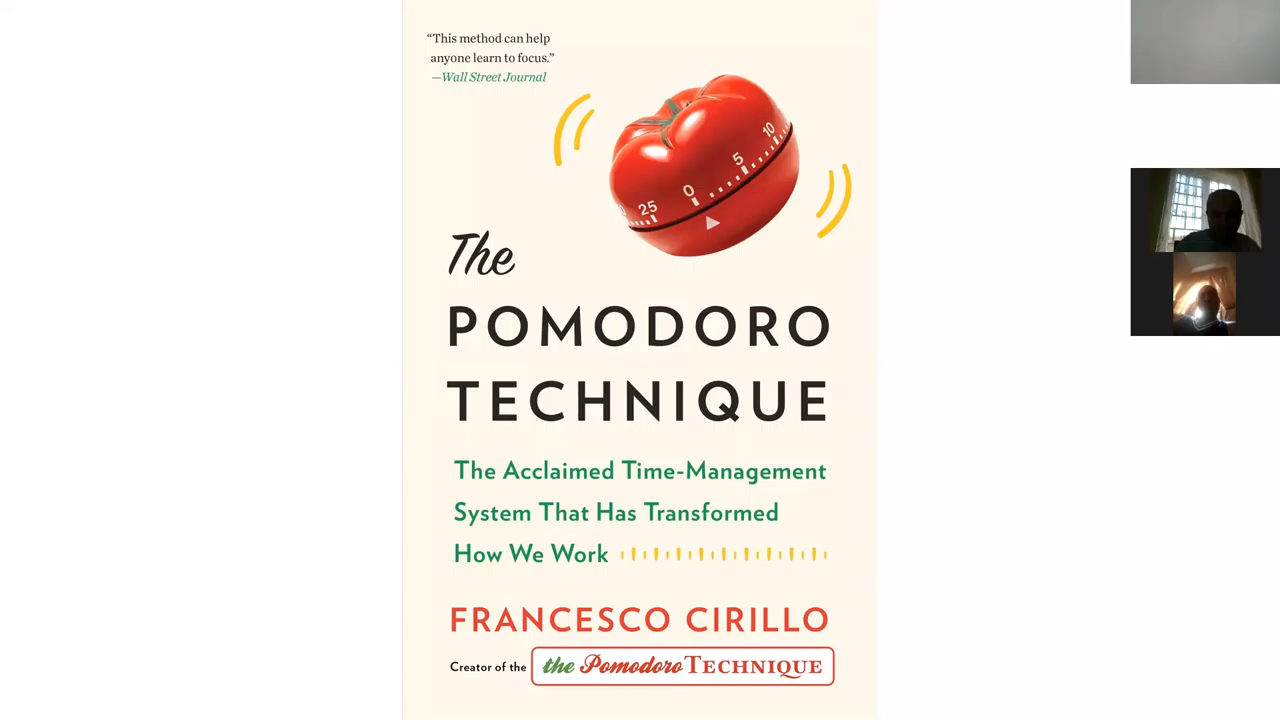 “This method can help
anyone learn to focus.”
—Wall Street Journal
25
0
5
10
The
POMODORO
TECHNIQUE
The Acclaimed Time-Management
System That Has Transformed
How We Work
FRANCESCO CIRILLO
Creator of the the Pomodoro TECHNIQUE